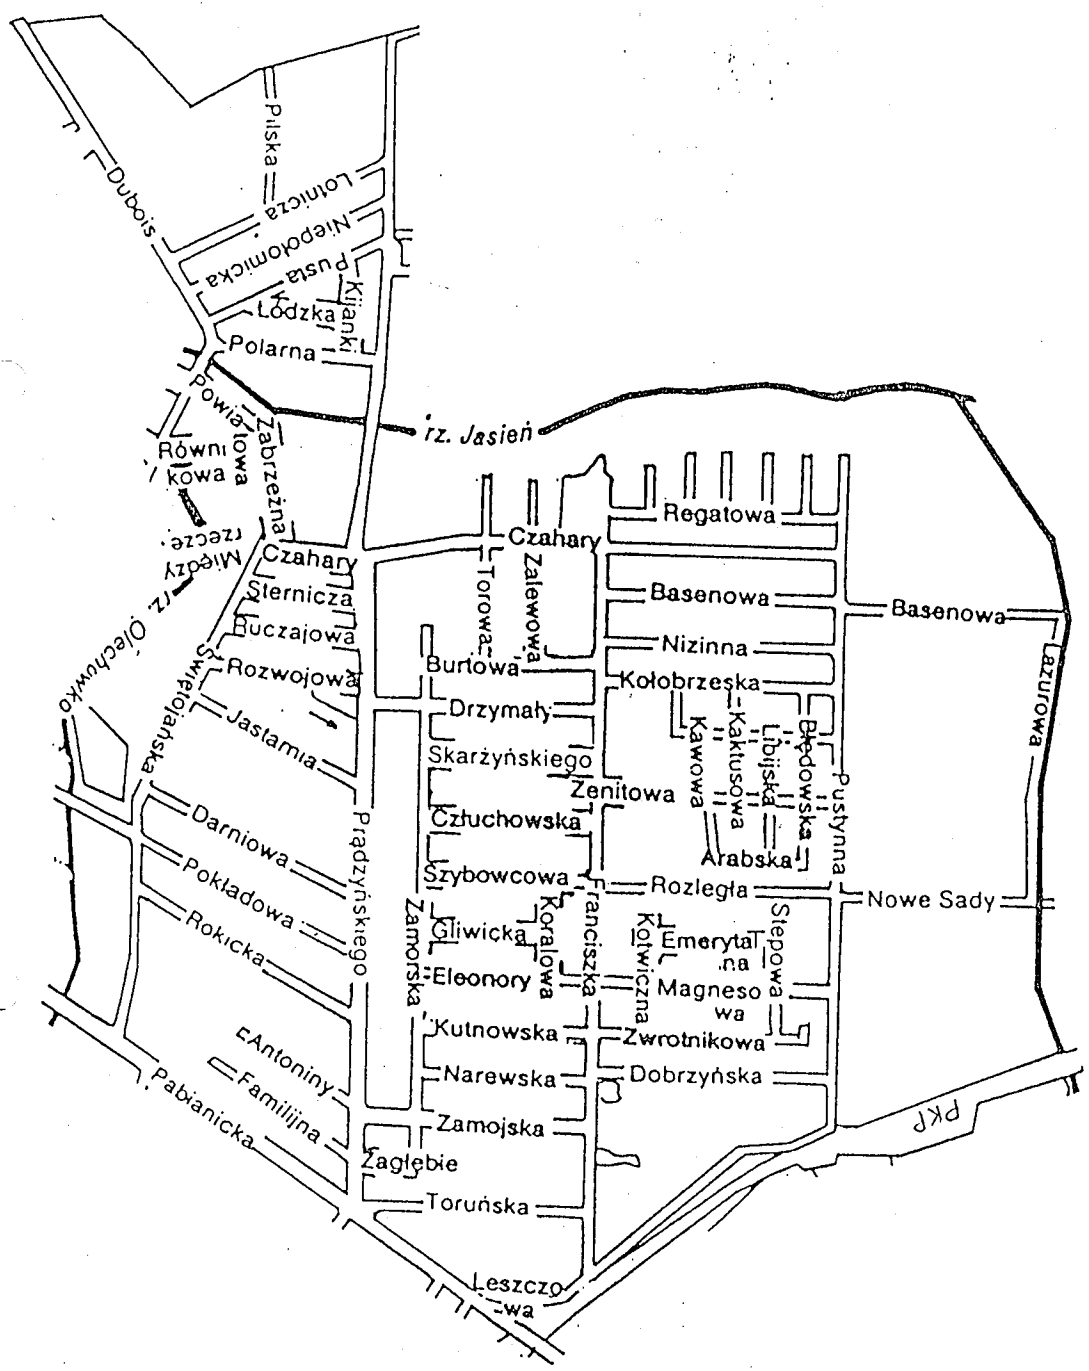 Pilska
Dubois
Lotnicza
Niepołomicka
Pusta
Kijanki
Łódzka
Polarna
Powiatowa
Zabrzeżna
rz. Jasień
Równi
kowa
Między
rzecze
Czahary
Czahary
Regatowa
Sternicza
Torowa
Zalewowa
Basenowa
Basenowa
rz. Olechówko
Buczajowa
Nizinna
Rozwojowa
Burtowa
Kołobrzeska
Lazurowa
Świętojańska
Jastarnia
Drzymały
Skarżyńskiego
Kawowa
Kaktusowa
Libijska
Błędowska
Pustynna
Zenitowa
Darniowa
Prądzyńskiego
Człuchowska
Arabska
Pokładowa
Szybowcowa
Rozległa
Nowe Sady
Rokicka
Zamorska
Gliwicka
Koralowa
Franciszka
Kotwiczna
Emerytal
na
Stepowa
Eleonory
Magneso
wa
Kutnowska
Zwrotnikowa
Antoniny
Narewska
Dobrzyńska
Pabianicka
Familijna
Zamojska
PKP
Zagłębie
Toruńska
Leszczo
wa